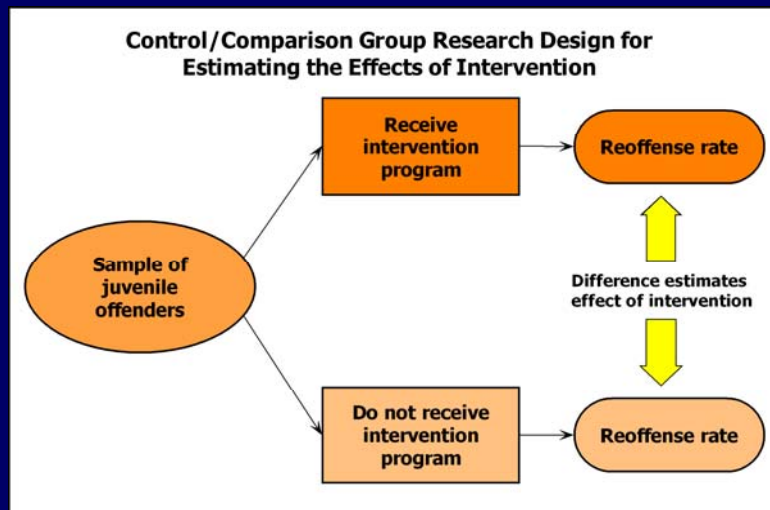 Control/Comparison Group Research Design for
Estimating the Effects of Intervention
Receive
intervention
program
Reoffense rate
Sample of
juvenile
offenders
Difference estimates
effect of intervention
Do not receive
intervention
program
Reoffense rate